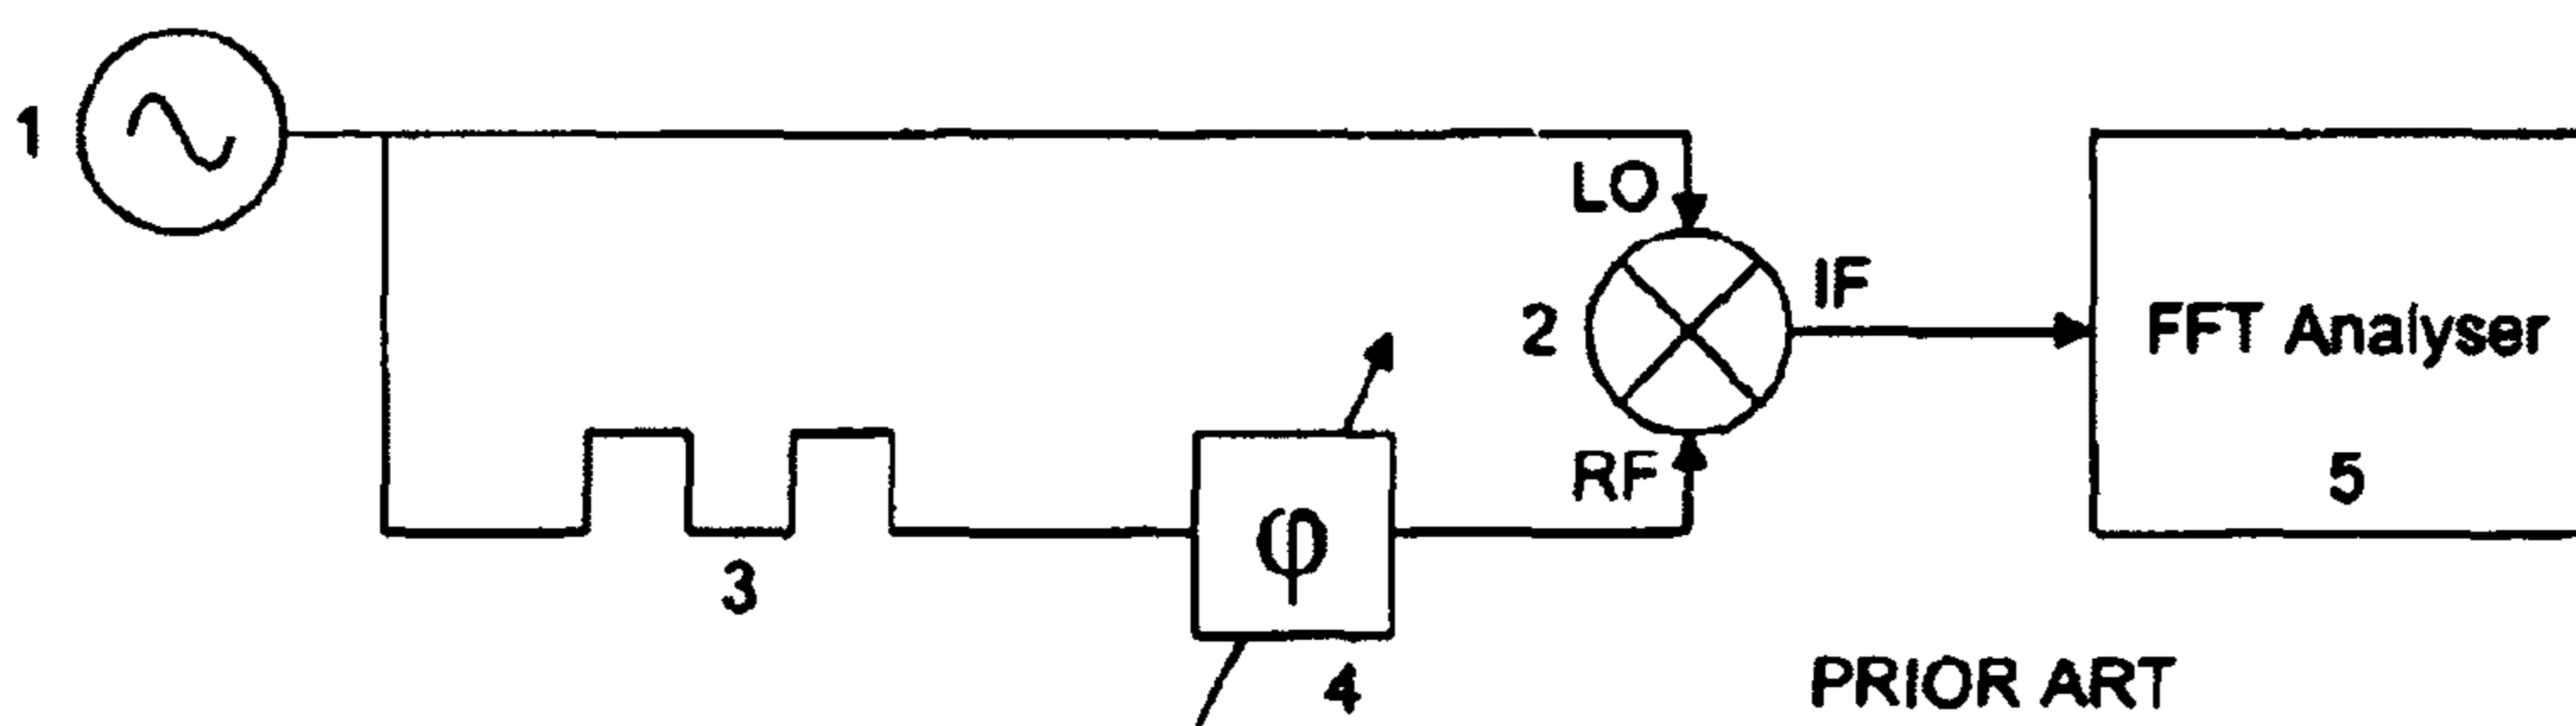 1
LO
2
IF
FFT Analyser
5
RF
φ
3
4
PRIOR ART